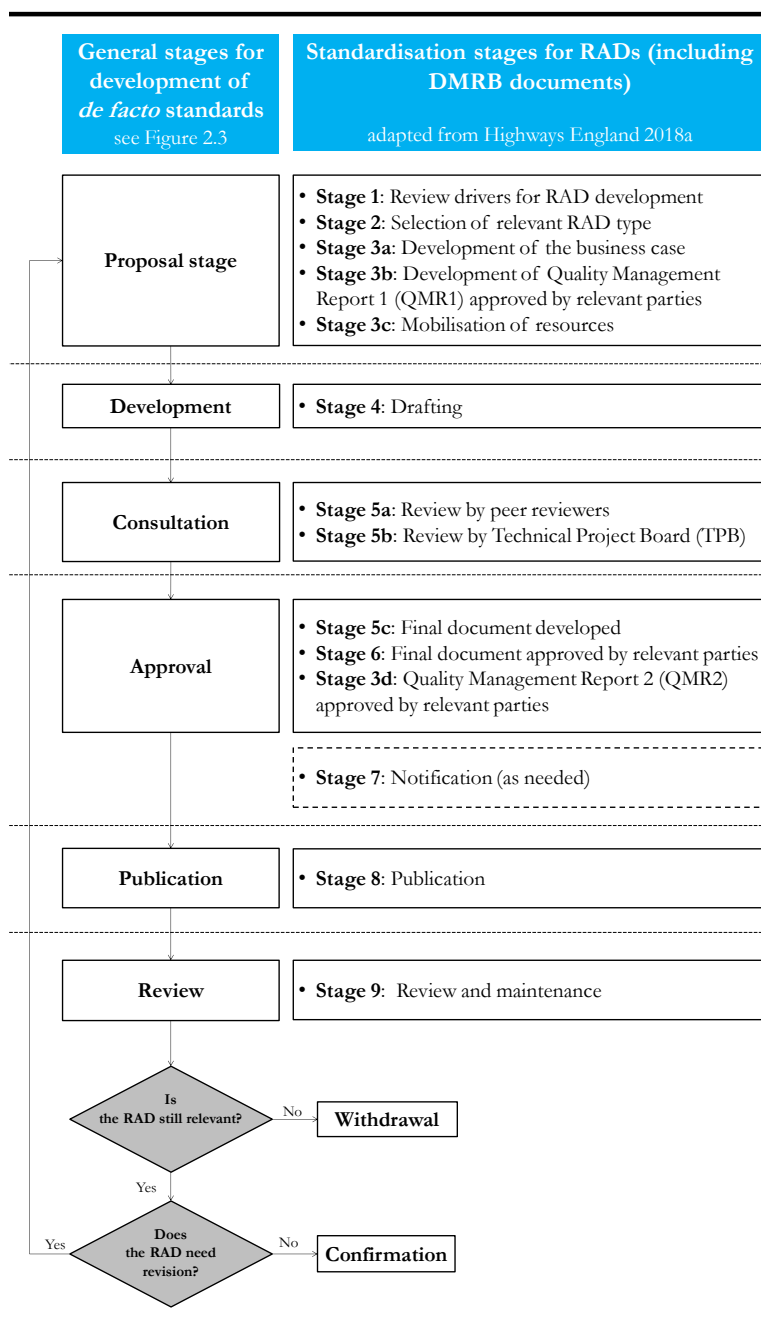 General stages for
development of
de facto standards
see Figure 2.3
Standardisation stages for RADs (including
DMRB documents)
adapted from Highways England 2018a
Proposal stage
• Stage 1: Review drivers for RAD development
• Stage 2: Selection of relevant RAD type
• Stage 3a: Development of the business case
• Stage 3b: Development of Quality Management
Report 1 (QMR1) approved by relevant parties
• Stage 3c: Mobilisation of resources
Development
• Stage 4: Drafting
Consultation
• Stage 5a: Review by peer reviewers
• Stage 5b: Review by Technical Project Board (TPB)
Approval
• Stage 5c: Final document developed
• Stage 6: Final document approved by relevant parties
• Stage 3d: Quality Management Report 2 (QMR2)
approved by relevant parties
• Stage 7: Notification (as needed)
Publication
• Stage 8: Publication
Review
• Stage 9: Review and maintenance
Is
the RAD still relevant?
No
Withdrawal
Yes
Does
the RAD need
revision?
Yes
No
Confirmation